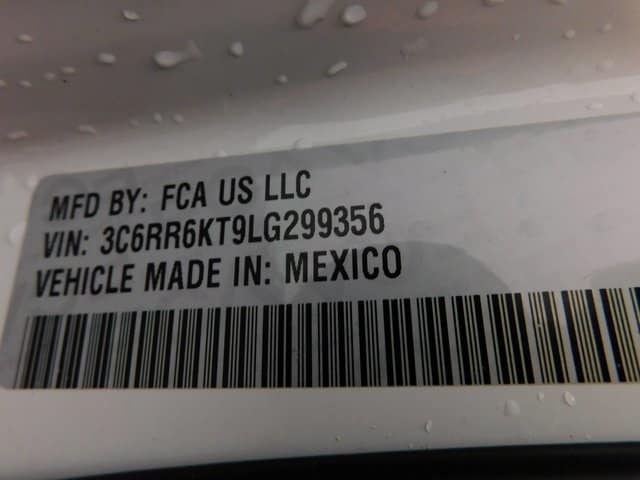 MFD BY: FCA US LLC
VIN: 3C6RR6KT9LG299356
VEHICLE MADE IN: MEXICO